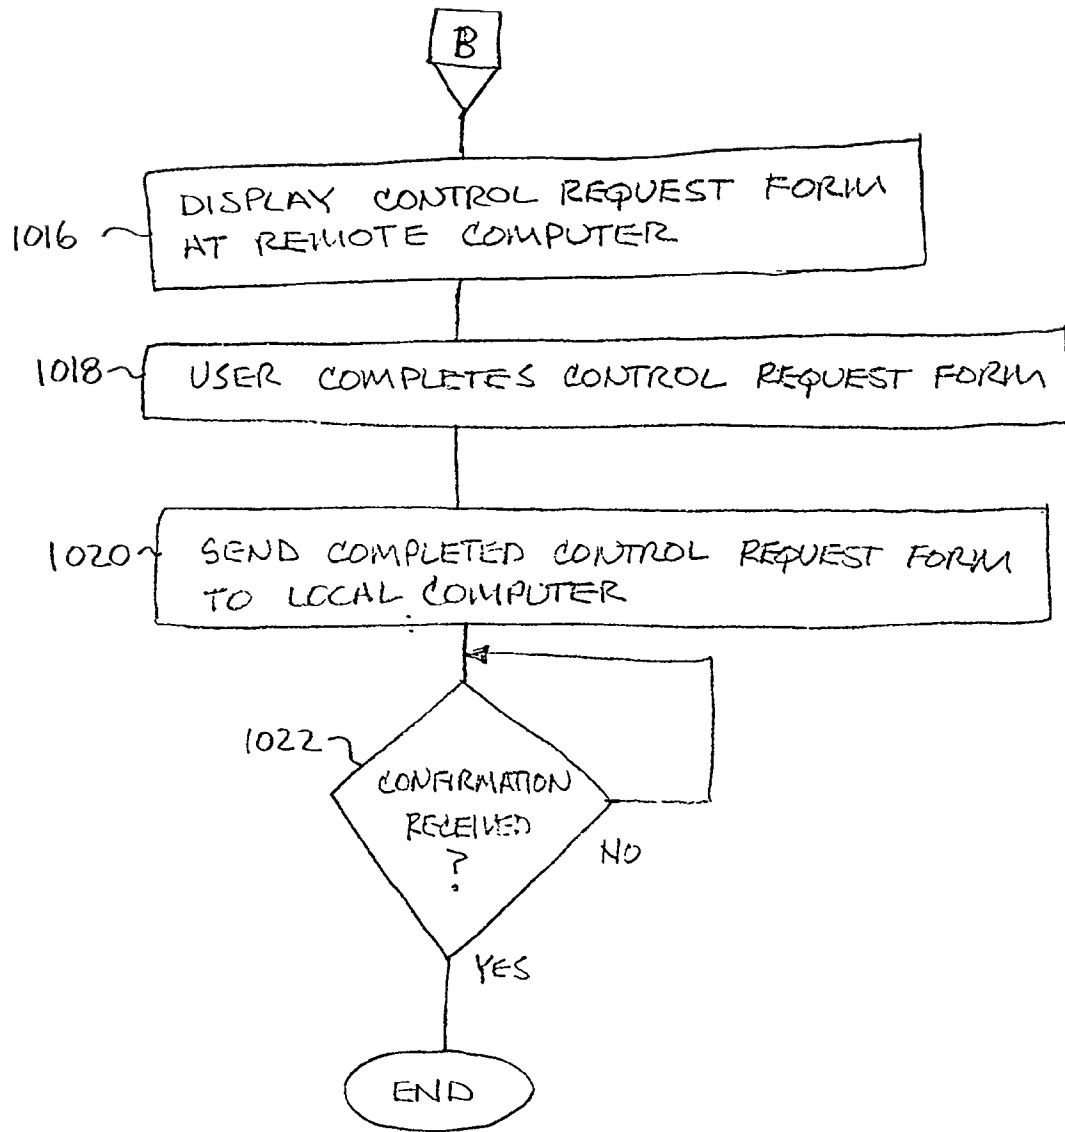 B
DISPLAY CONTROL REQUEST FORM
AT REMOTE COMPUTER
1016
1018
USER COMPLETES CONTROL REQUEST FORM
1020
SEND COMPLETED CONTROL REQUEST FORM
TO LOCAL COMPUTER
1022
CONFIRMATION
RECEIVED
?
NO
YES
END